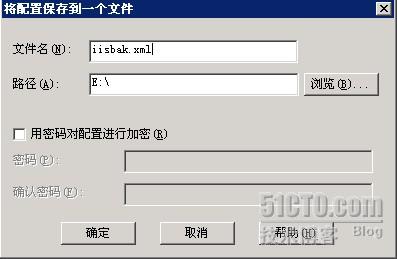 将配置保存到一个文件
文件名(N): iisbak.xml
路径(A): E:\ 浏览(B)...
用密码对配置进行加密(R)
密码(P):
确认密码(F):
确定 取消 帮助(H)
51CTO.com
技术博客 Blog